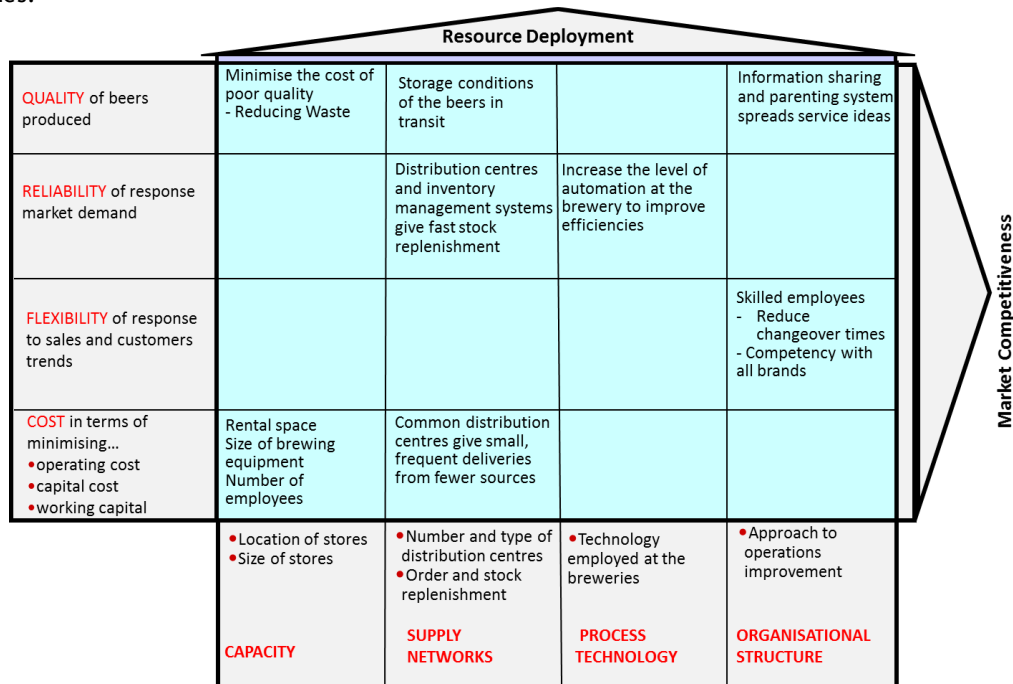 Resource Deployment
QUALITY of beers
produced
Minimise the cost of
poor quality
- Reducing Waste
Storage conditions
of the beers in
transit
Information sharing
and parenting system
spreads service ideas
RELIABILITY of response
market demand
Distribution centres
and inventory
management systems
give fast stock
replenishment
Increase the level of
automation at the
brewery to improve
efficiencies
FLEXIBILITY of response
to sales and customers
trends
Skilled employees
- Reduce
changeover times
- Competency with
all brands
COST in terms of
minimising...
•operating cost
•capital cost
•working capital
Rental space
Size of brewing
equipment
Number of
employees
Common distribution
centres give small,
frequent deliveries
from fewer sources
•Location of stores
•Size of stores
•Number and type of
distribution centres
•Order and stock
replenishment
•Technology
employed at the
breweries
•Approach to
operations
improvement
CAPACITY
SUPPLY
NETWORKS
PROCESS
TECHNOLOGY
ORGANISATIONAL
STRUCTURE
Market Competitiveness